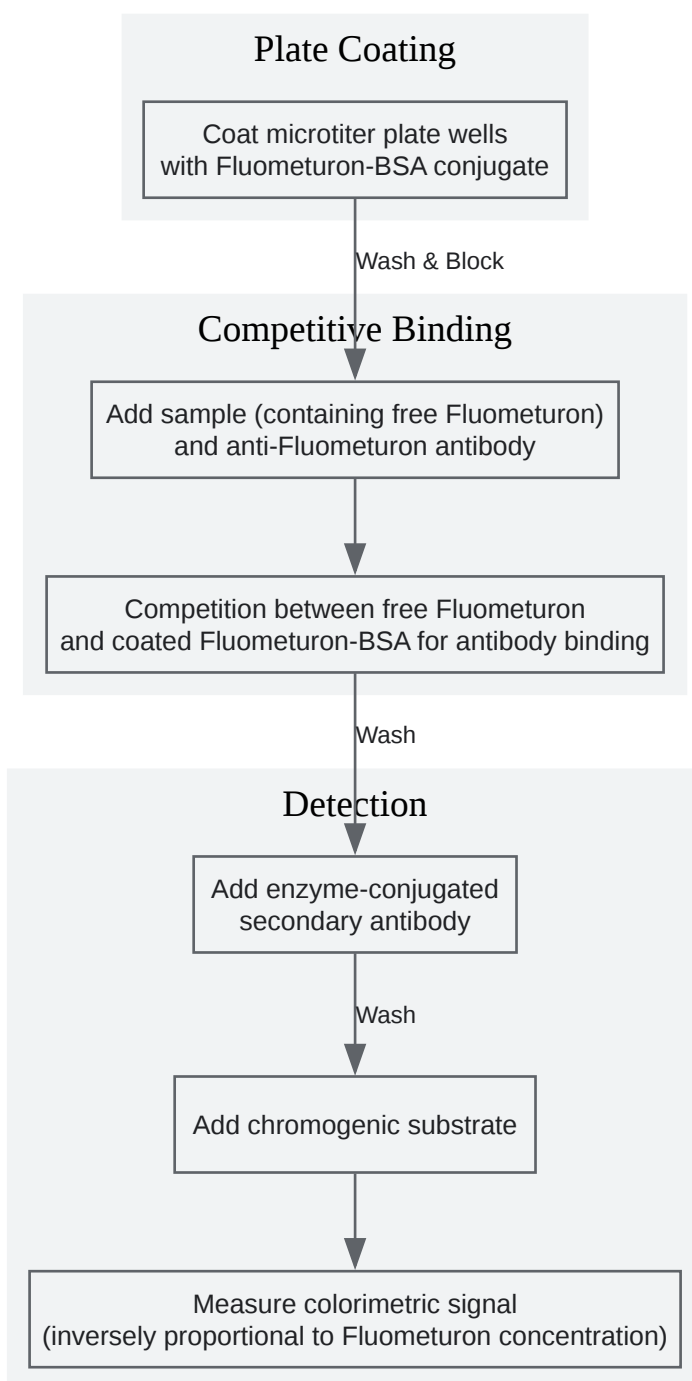 Plate Coating
Coat microtiter plate wells
with Fluometuron-BSA conjugate
Wash & Block
Competitive Binding
Add sample (containing free Fluometuron)
and anti-Fluometuron antibody
Competition between free Fluometuron
and coated Fluometuron-BSA for antibody binding
Wash
Detection
Add enzyme-conjugated
secondary antibody
Wash
Add chromogenic substrate
Measure colorimetric signal
(inversely proportional to Fluometuron concentration)